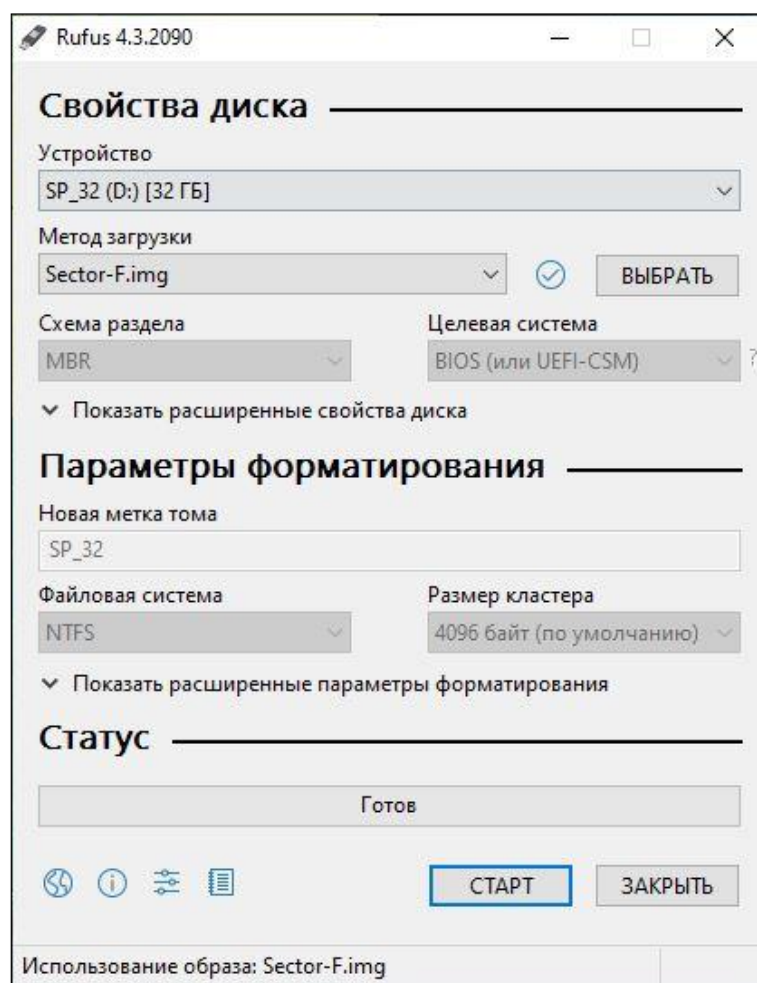 Rufus 4.3.2090
Свойства диска
Устройство
SP_32 (D:) [32 ГБ]
Метод загрузки
Sector-F.img
ВЫБРАТЬ
Схема раздела
Целевая система
MBR
BIOS (или UEFI-CSM)
?
Показать расширенные свойства диска
Параметры форматирования
Новая метка тома
SP_32
Файловая система
Размер кластера
NTFS
4096 байт (по умолчанию)
Показать расширенные параметры форматирования
Статус
Готов
СТАРТ
ЗАКРЫТЬ
Использование образа: Sector-F.img